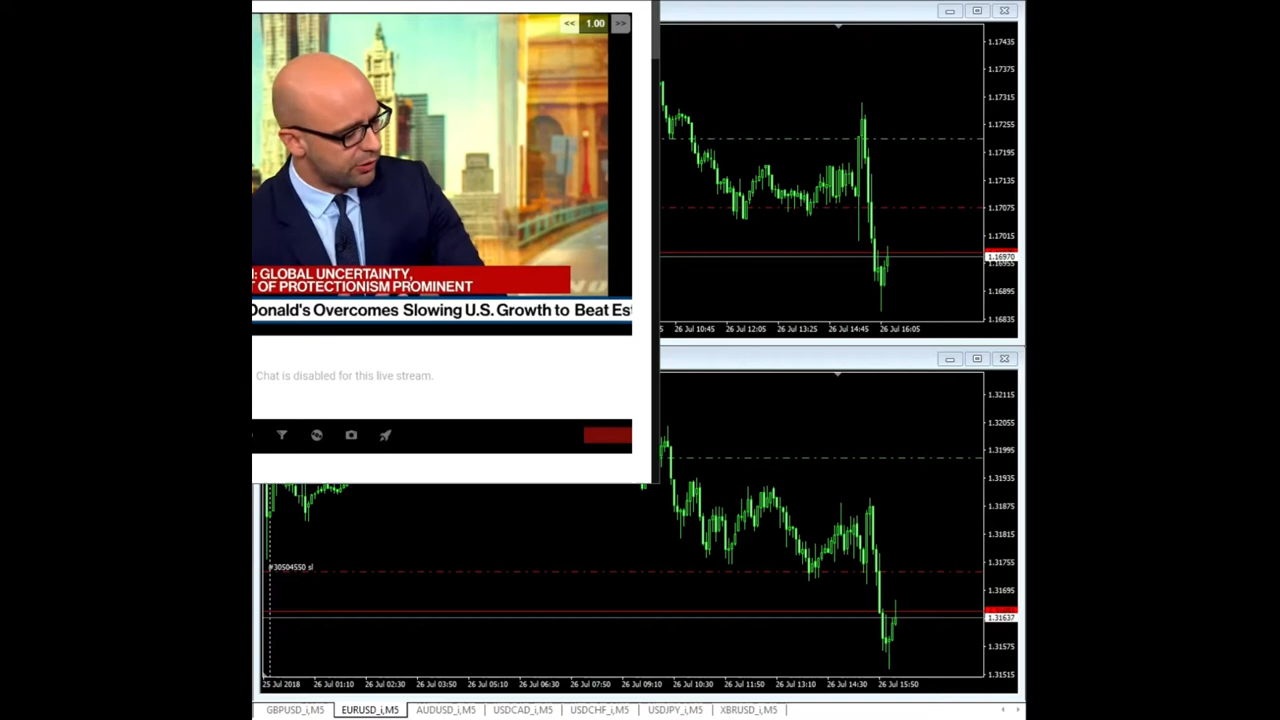 << 1.00 >>
: GLOBAL UNCERTAINTY,
T OF PROTECTIONISM PROMINENT
Donald's Overcomes Slowing U.S. Growth to Beat Es
Chat is disabled for this live stream.
1.17435
1.17375
1.17315
1.17255
1.17195
1.17135
1.17075
1.17015
1.16970
1.16955
1.16895
1.16835
26 Jul 10:45 26 Jul 12:05 26 Jul 13:25 26 Jul 14:45 26 Jul 16:05
1.32115
1.32055
1.31995
1.31935
1.31875
1.31815
1.31755
#30504550 sl
1.31695
1.31637
1.31575
1.31515
25 Jul 2018 26 Jul 01:10 26 Jul 02:30 26 Jul 03:50 26 Jul 05:10 26 Jul 06:30 26 Jul 07:50 26 Jul 09:10 26 Jul 10:30 26 Jul 11:50 26 Jul 13:10 26 Jul 14:30 26 Jul 15:50
GBPUSD_i,M5 EURUSD_i,M5 AUDUSD_i,M5 USDCAD_i,M5 USDCHF_i,M5 USDJPY_i,M5 XBRUSD_i,M5